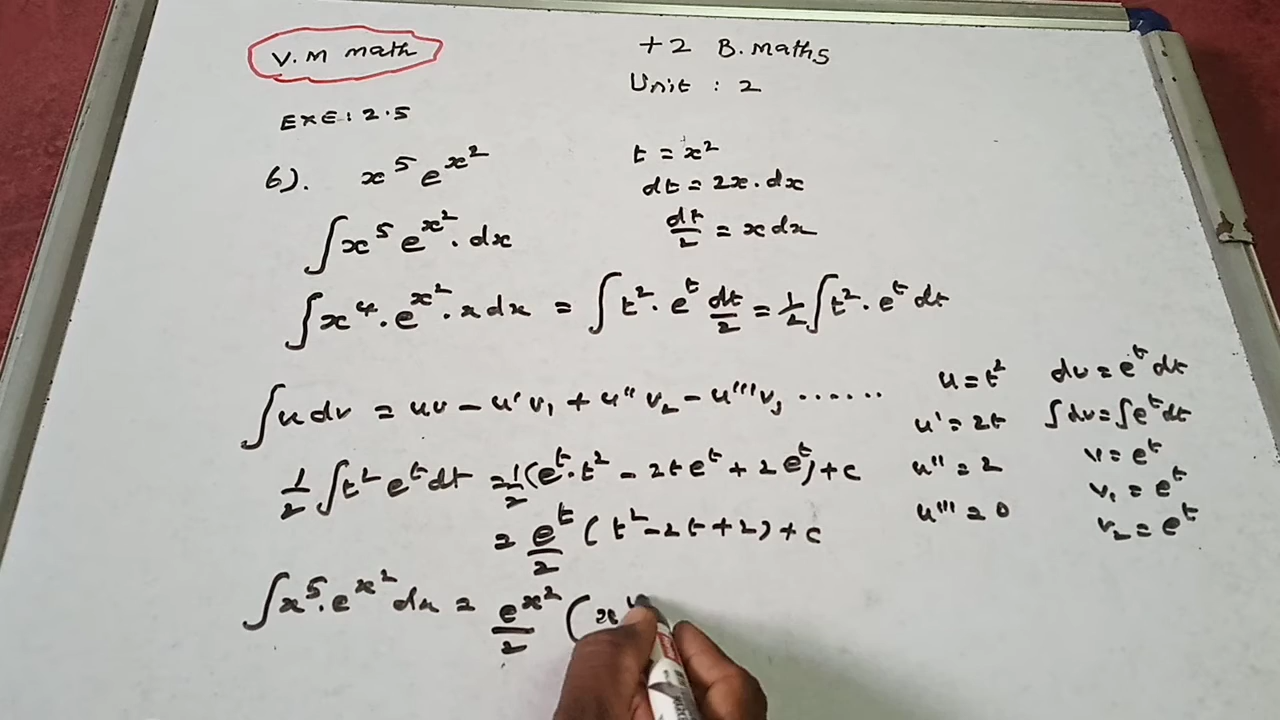 V.M math
+2 B.maths
Unit : 2
EXE: 2.5
6). x⁵ e^x²
t = x²
dt = 2x.dx
dt/2 = x dx
∫x⁵ e^x² . dx
∫x⁴ . e^x² . x dx = ∫t² . e^t dt/2 = 1/2 ∫t² . e^t dt
∫u dv = uv - u'v₁ + u''v₂ - u'''v₃ ......
u = t² dv = e^t dt
u' = 2t ∫dv = ∫e^t dt
u'' = 2 v = e^t
u''' = 0 v₁ = e^t
v₂ = e^t
1/2 ∫t² e^t dt = 1/2 (e^t . t² - 2t e^t + 2 e^t) + c
= e^t/2 (t² - 2t + 2) + c
∫x⁵ . e^x² dx = e^x²/2 (x⁴